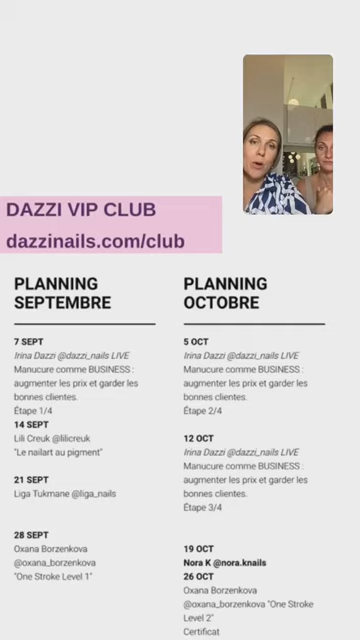 DAZZI VIP CLUB
dazzinails.com/club
PLANNING
SEPTEMBRE
7 SEPT
Irina Dazzi @dazzi_nails LIVE
Manucure comme BUSINESS :
augmenter les prix et garder les
bonnes clientes.
Étape 1/4
14 SEPT
Lili Creuk @lilicreuk
"Le nailart au pigment"
21 SEPT
Liga Tukmane @liga_nails
28 SEPT
Oxana Borzenkova
@oxana_borzenkova
"One Stroke Level 1"
PLANNING
OCTOBRE
5 OCT
Irina Dazzi @dazzi_nails LIVE
Manucure comme BUSINESS :
augmenter les prix et garder les
bonnes clientes.
Étape 2/4
12 OCT
Irina Dazzi @dazzi_nails LIVE
Manucure comme BUSINESS :
augmenter les prix et garder les
bonnes clientes.
Étape 3/4
19 OCT
Nora K @nora.knails
26 OCT
Oxana Borzenkova
@oxana_borzenkova "One Stroke
Level 2"
Certificat